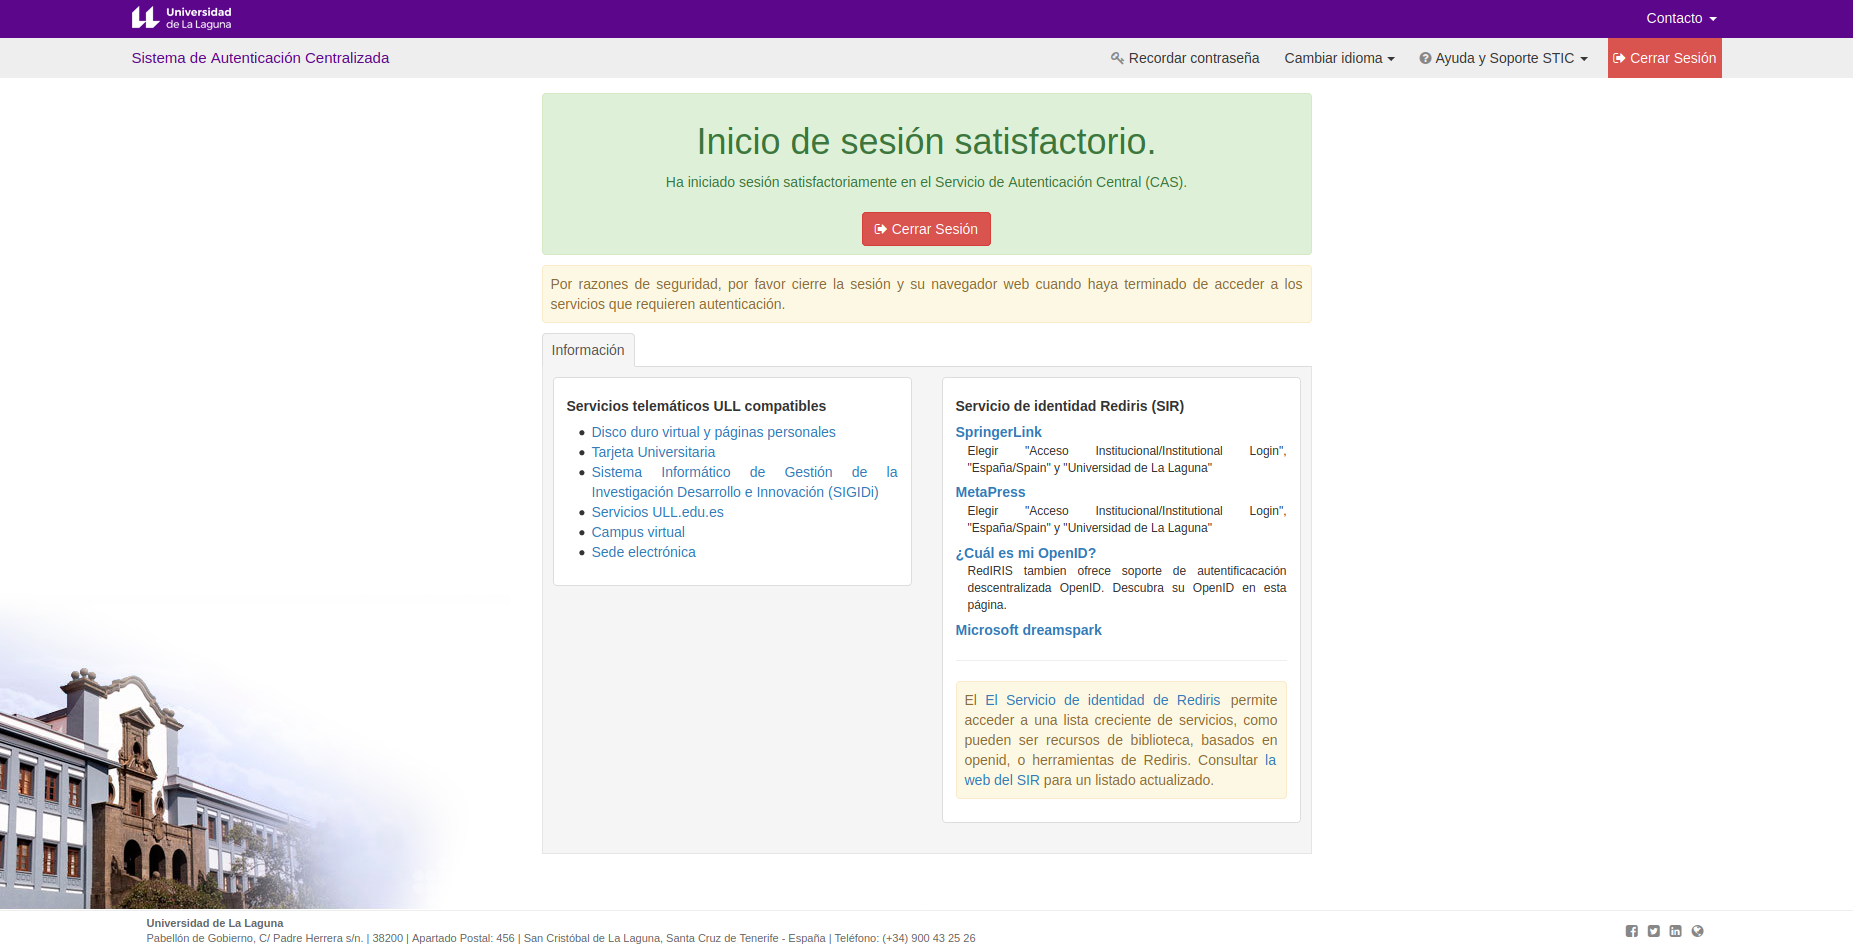 Universidad
de La Laguna
Contacto
Sistema de Autenticación Centralizada
Recordar contraseña
Cambiar idioma
Ayuda y Soporte STIC
Cerrar Sesión
Inicio de sesión satisfactorio.
Ha iniciado sesión satisfactoriamente en el Servicio de Autenticación Central (CAS).
Cerrar Sesión
Por razones de seguridad, por favor cierre la sesión y su navegador web cuando haya terminado de acceder a los
servicios que requieren autenticación.
Información
Servicios telemáticos ULL compatibles
Disco duro virtual y páginas personales
Tarjeta Universitaria
Sistema Informático de Gestión de la
Investigación Desarrollo e Innovación (SIGIDi)
Servicios ULL.edu.es
Campus virtual
Sede electrónica
Servicio de identidad Rediris (SIR)
SpringerLink
Elegir "Acceso Institucional/Institutional Login",
"España/Spain" y "Universidad de La Laguna"
MetaPress
Elegir "Acceso Institucional/Institutional Login",
"España/Spain" y "Universidad de La Laguna"
¿Cuál es mi OpenID?
RedIRIS tambien ofrece soporte de autentificacación
descentralizada OpenID. Descubra su OpenID en esta
página.
Microsoft dreamspark
El El Servicio de identidad de Rediris permite
acceder a una lista creciente de servicios, como
pueden ser recursos de biblioteca, basados en
openid, o herramientas de Rediris. Consultar la
web del SIR para un listado actualizado.
Universidad de La Laguna
Pabellón de Gobierno, C/ Padre Herrera s/n. | 38200 | Apartado Postal: 456 | San Cristóbal de La Laguna, Santa Cruz de Tenerife - España | Teléfono: (+34) 900 43 25 26